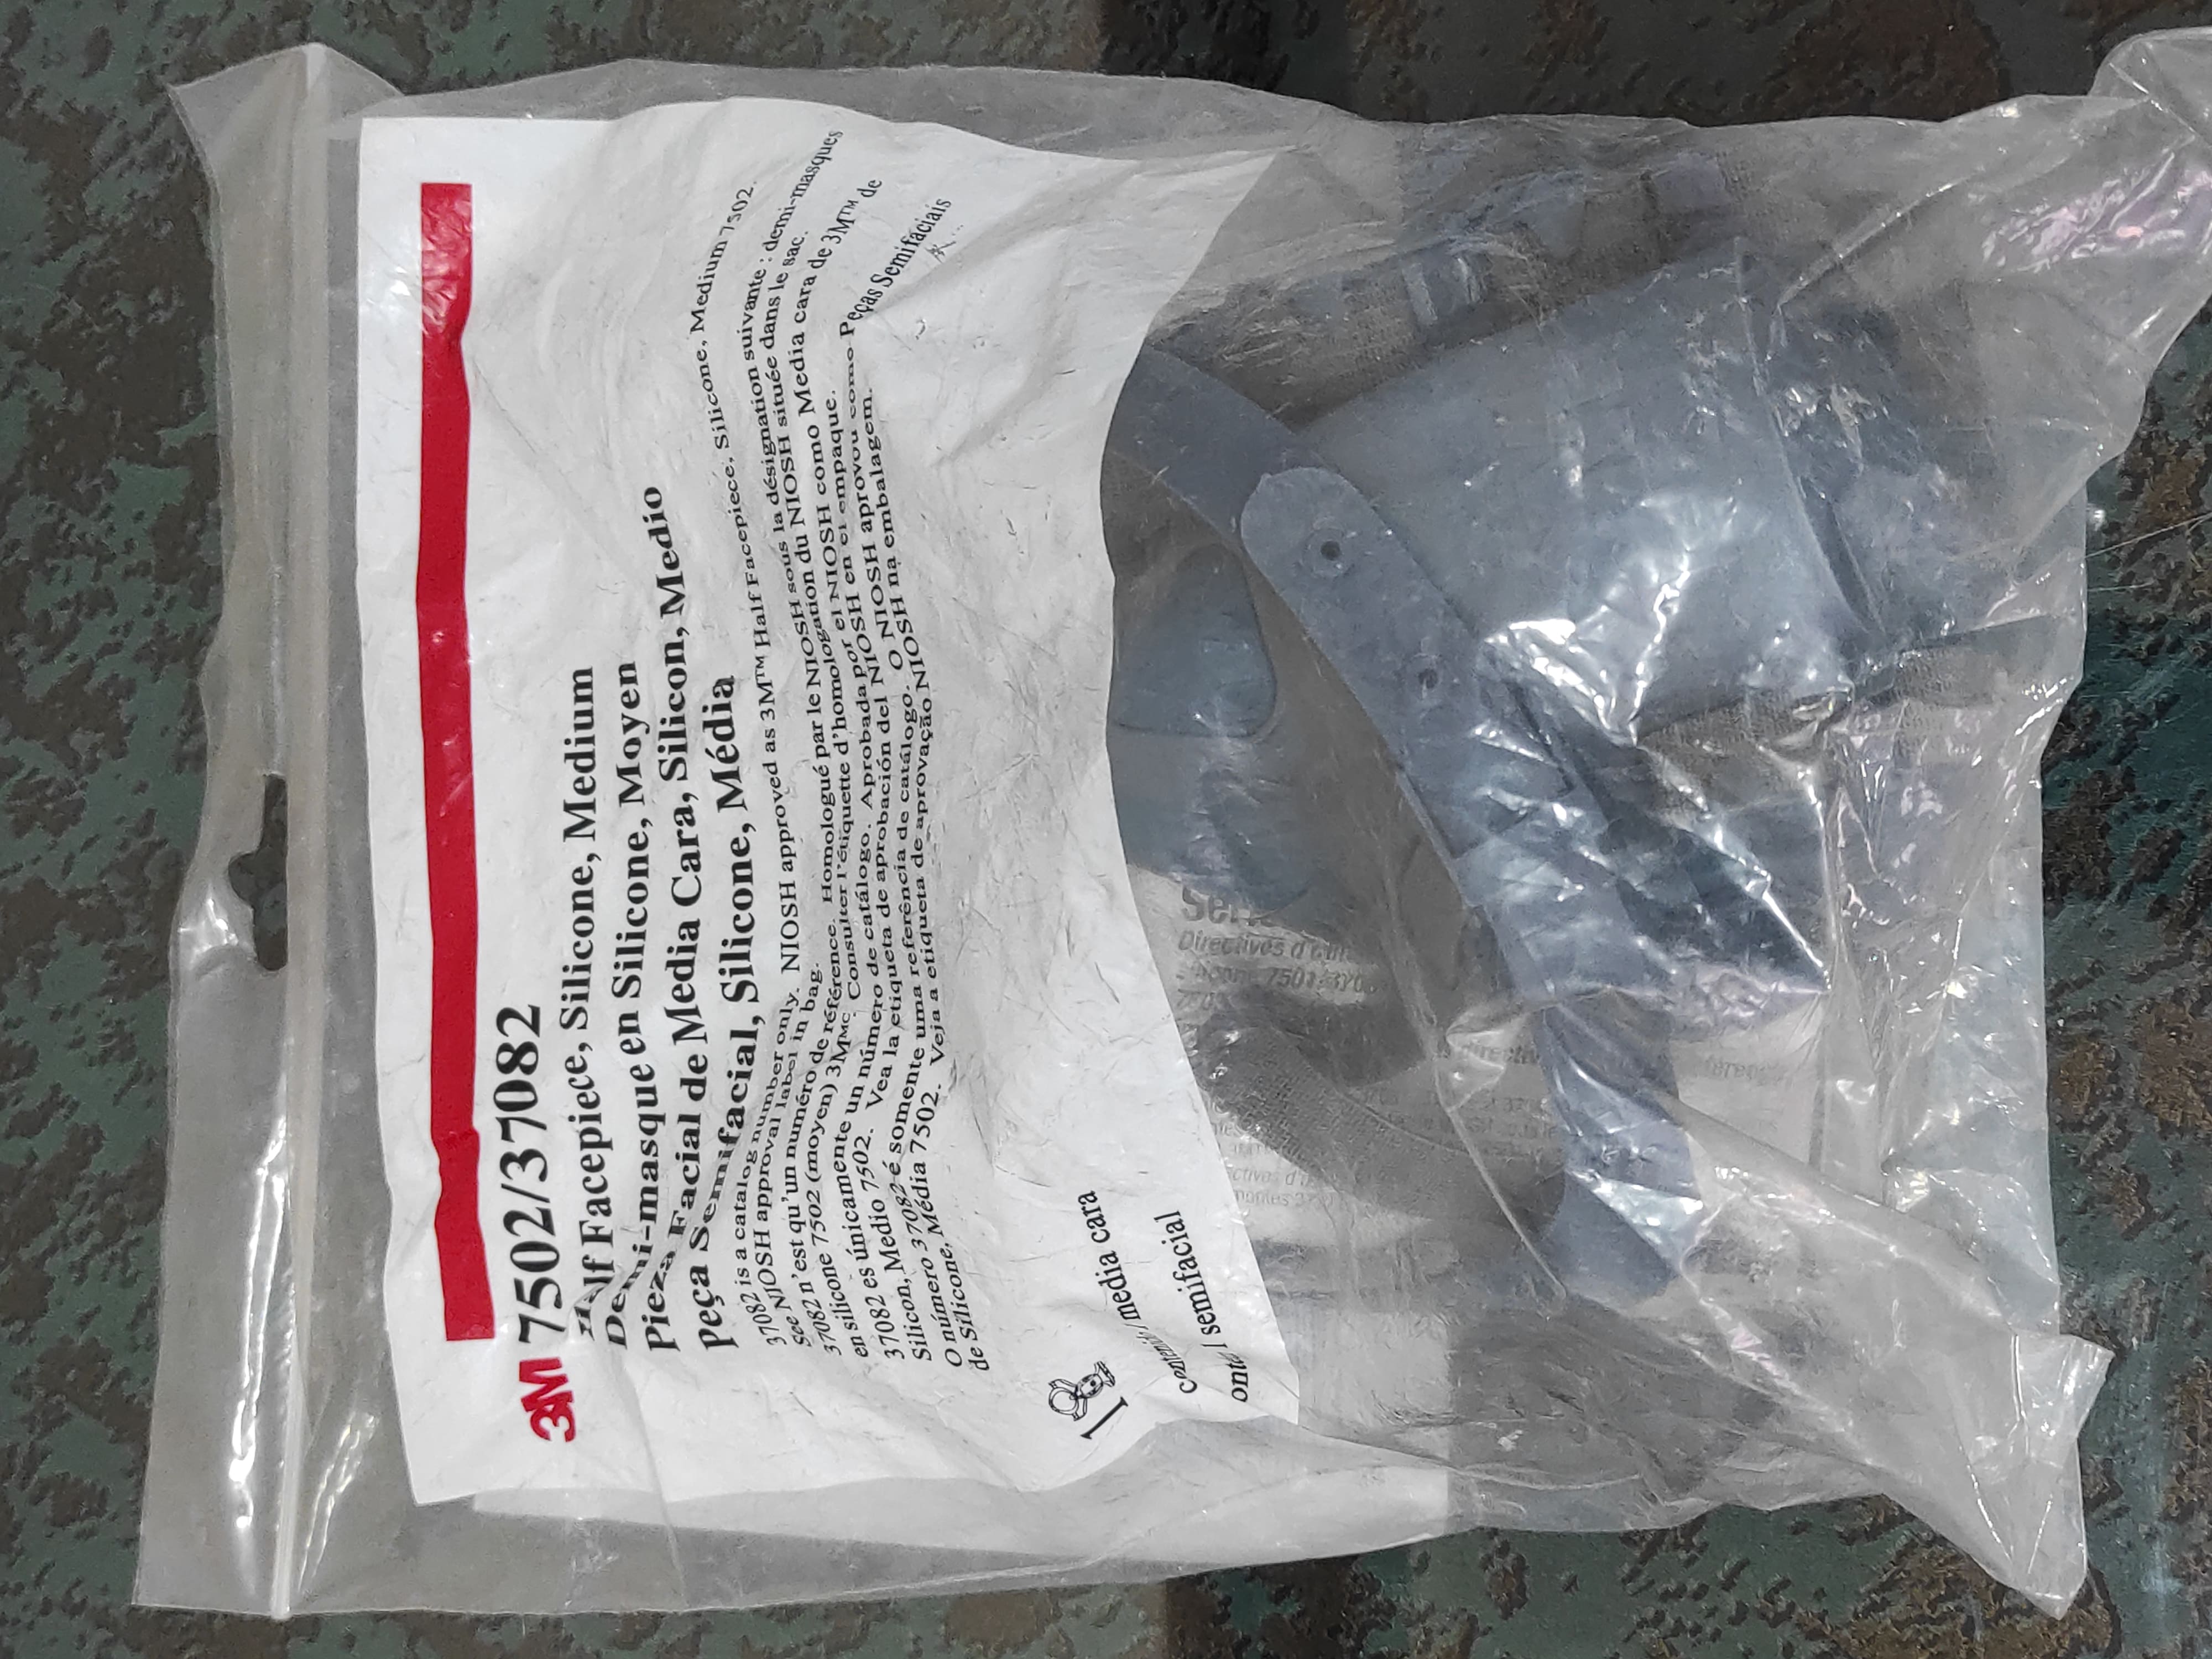 3M 7502/37082
Half Facepiece, Silicone, Medium
Demi-masque en Silicone, Moyen
Pieza Facial de Media Cara, Silicon, Medio
peça Semifacial, Silicone, Média
37082 is a catalog number only. NIOSH approved as 3M™ Half Facepiece, Silicone, Medium 7502.
See NIOSH approval label in bag.
37082 n'est qu'un numéro de référence. Homologué par le NIOSH sous la désignation suivante : demi-masques
en silicone 7502 (moyen) 3Mᴹᶜ. Consulter l'étiquette d'homologation du NIOSH située dans le sac.
37082 es únicamente un número de catálogo. Aprobada por el NIOSH como Media cara de 3M™ de
Silicon, Medio 7502. Vea la etiqueta de aprobación del NIOSH en el empaque.
O número 37082 é somente uma referência de catálogo. O NIOSH aprovou como Peças Semifaciais
de Silicone, Média 7502. Veja a etiqueta de aprovação NIOSH na embalagem.
1
contenido/media cara
semifacial
Directives
7501/370